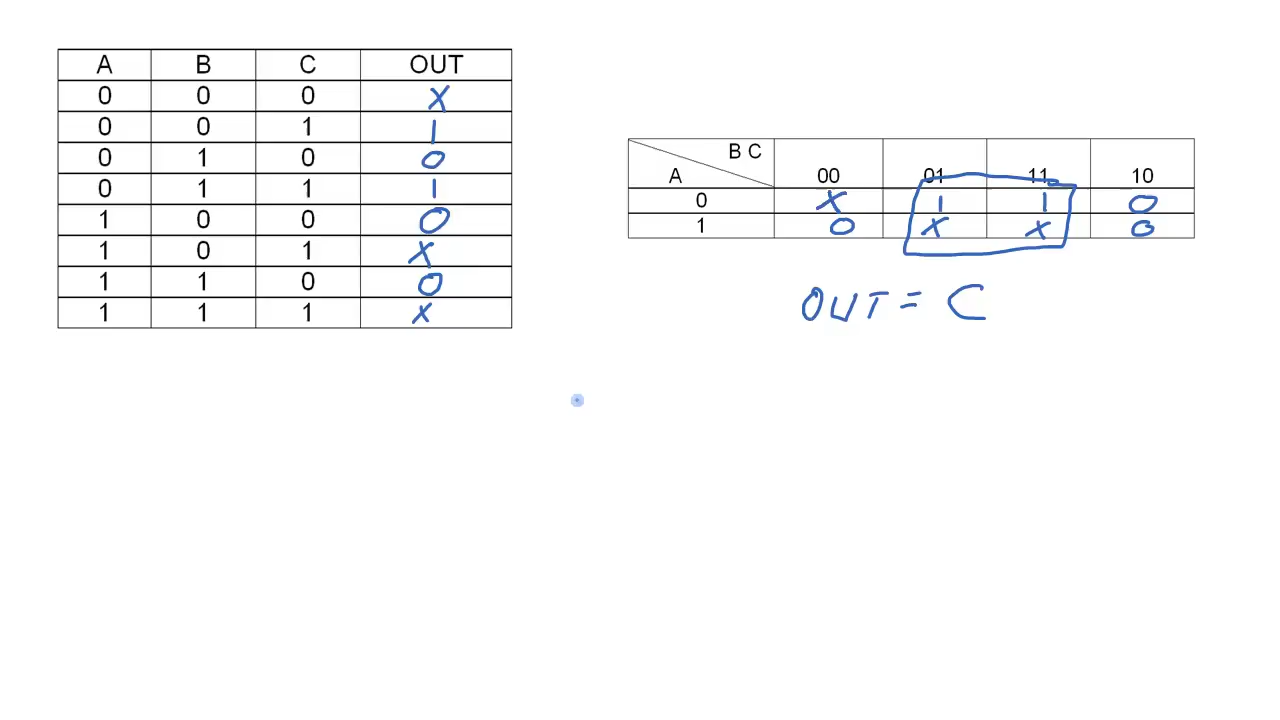 A B C OUT
0 0 0 X
0 0 1 1
0 1 0 0
0 1 1 1
1 0 0 0
1 0 1 X
1 1 0 0
1 1 1 X
B C
A 00 01 11 10
0 X 1 1 0
1 0 X X 0
OUT = C